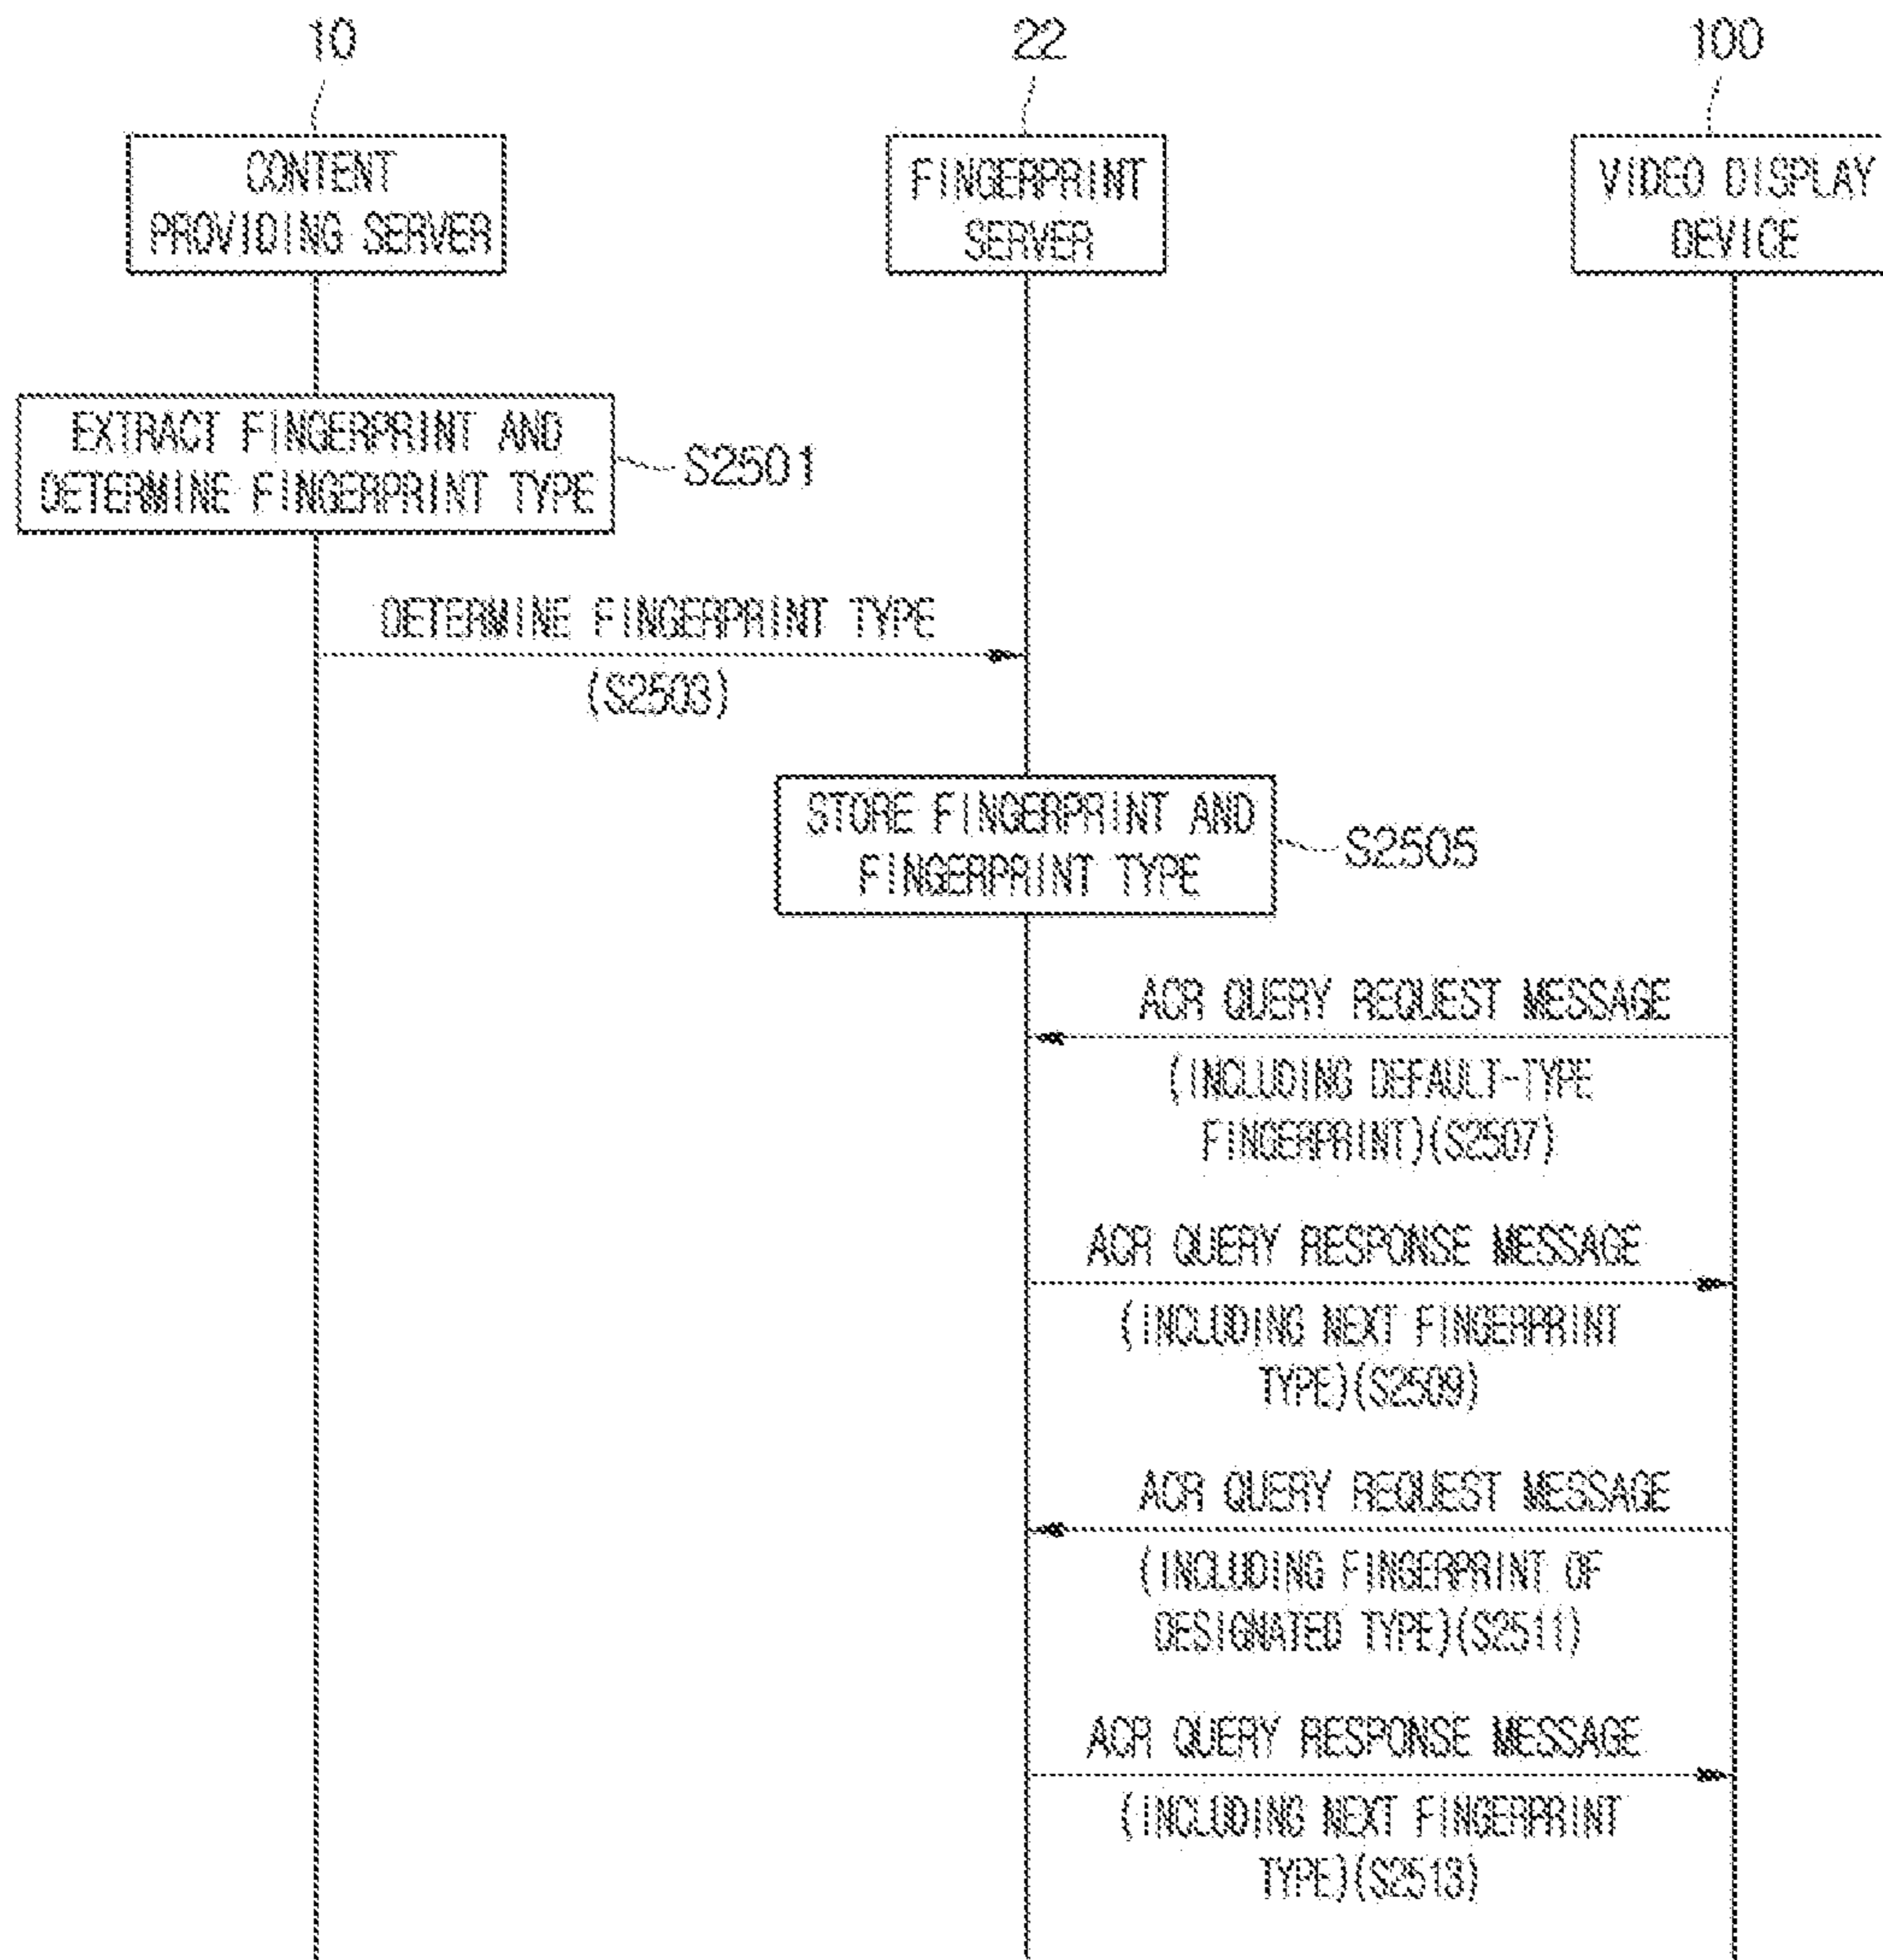 10
22
100
CONTENT
PROVIDING SERVER
FINGERPRINT
SERVER
VIDEO DISPLAY
DEVICE
EXTRACT FINGERPRINT AND
DETERMINE FINGERPRINT TYPE
S2501
DETERMINE FINGERPRINT TYPE
(S2503)
STORE FINGERPRINT AND
FINGERPRINT TYPE
S2505
ACR QUERY REQUEST MESSAGE
(INCLUDING DEFAULT-TYPE
FINGERPRINT)(S2507)
ACR QUERY RESPONSE MESSAGE
(INCLUDING NEXT FINGERPRINT
TYPE)(S2509)
ACR QUERY REQUEST MESSAGE
(INCLUDING FINGERPRINT OF
DESIGNATED TYPE)(S2511)
ACR QUERY RESPONSE MESSAGE
(INCLUDING NEXT FINGERPRINT
TYPE)(S2513)